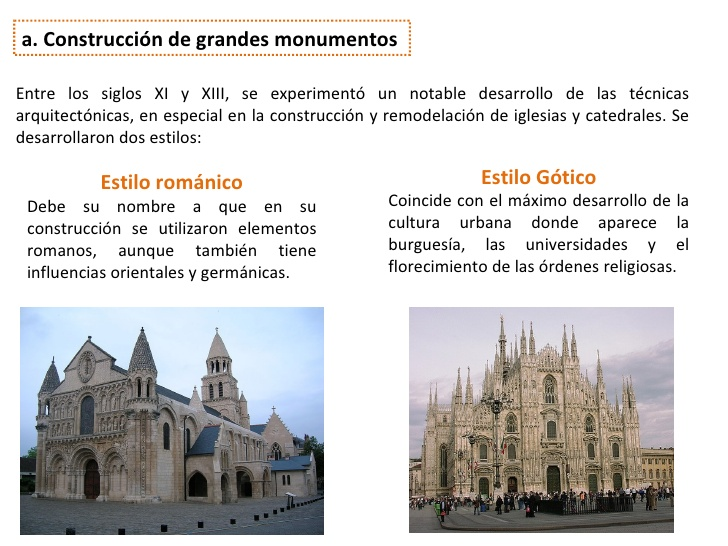 a. Construcción de grandes monumentos
Entre los siglos XI y XIII, se experimentó un notable desarrollo de las técnicas
arquitectónicas, en especial en la construcción y remodelación de iglesias y catedrales. Se
desarrollaron dos estilos:
Estilo románico
Debe su nombre a que en su
construcción se utilizaron elementos
romanos, aunque también tiene
influencias orientales y germánicas.
Estilo Gótico
Coincide con el máximo desarrollo de la
cultura urbana donde aparece la
burguesía, las universidades y el
florecimiento de las órdenes religiosas.